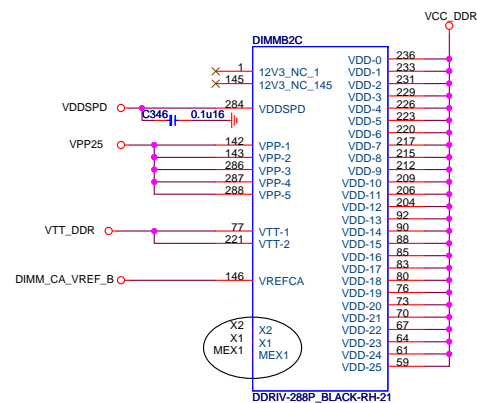 VCC_DDR
DIMMB2C
1 12V3_NC_1
145 12V3_NC_145
VDDSPD 284 VDDSPD
C346 0.1u16
VPP25 142 VPP-1
143 VPP-2
286 VPP-3
287 VPP-4
288 VPP-5
VTT_DDR 77 VTT-1
221 VTT-2
DIMM_CA_VREF_B 146 VREFCA
X2 X2
X1 X1
MEX1 MEX1
VDD-0 236
VDD-1 233
VDD-2 231
VDD-3 229
VDD-4 226
VDD-5 223
VDD-6 220
VDD-7 217
VDD-8 215
VDD-9 212
VDD-10 209
VDD-11 206
VDD-12 204
VDD-13 92
VDD-14 90
VDD-15 88
VDD-16 85
VDD-17 83
VDD-18 80
VDD-19 76
VDD-20 73
VDD-21 70
VDD-22 67
VDD-23 64
VDD-24 61
VDD-25 59
DDRIV-288P_BLACK-RH-21